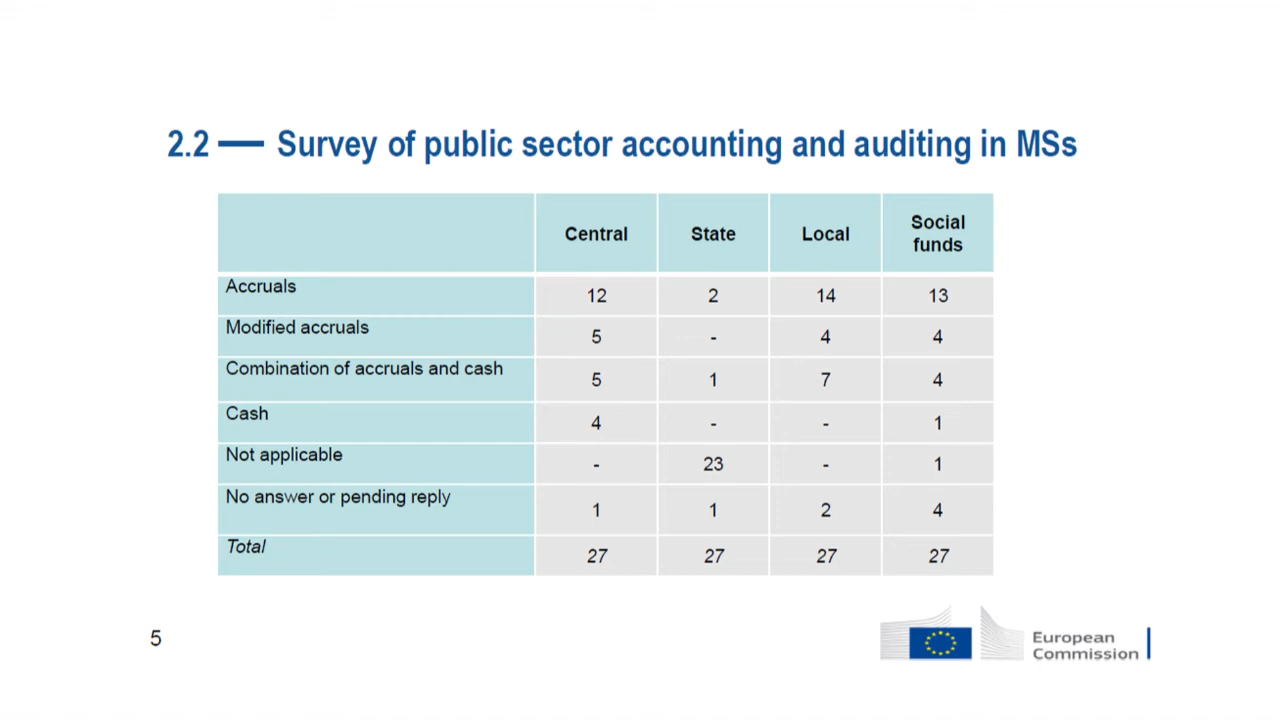 2.2 — Survey of public sector accounting and auditing in MSs
Central State Local Social funds
Accruals 12 2 14 13
Modified accruals 5 - 4 4
Combination of accruals and cash 5 1 7 4
Cash 4 - - 1
Not applicable - 23 - 1
No answer or pending reply 1 1 2 4
Total 27 27 27 27
5
European
Commission